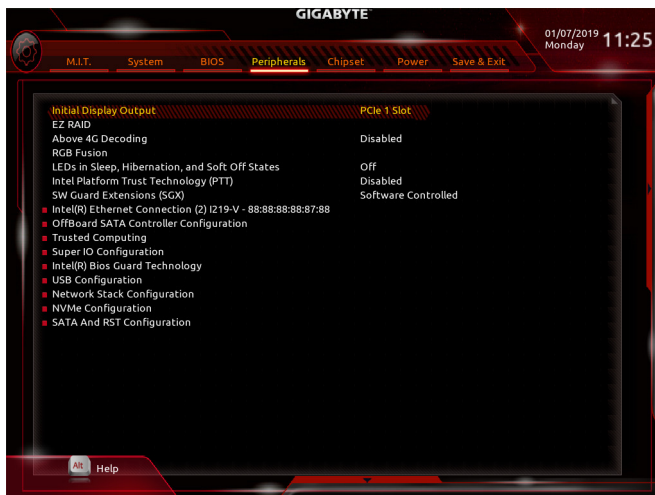 GIGABYTE™
01/07/2019
Monday
11:25
M.I.T. System BIOS Peripherals Chipset Power Save & Exit
Initial Display Output PCIe 1 Slot
EZ RAID
Above 4G Decoding Disabled
RGB Fusion
LEDs in Sleep, Hibernation, and Soft Off States Off
Intel Platform Trust Technology (PTT) Disabled
SW Guard Extensions (SGX) Software Controlled
Intel(R) Ethernet Connection (2) I219-V - 88:88:88:88:87:88
OffBoard SATA Controller Configuration
Trusted Computing
Super IO Configuration
Intel(R) Bios Guard Technology
USB Configuration
Network Stack Configuration
NVMe Configuration
SATA And RST Configuration
Alt Help